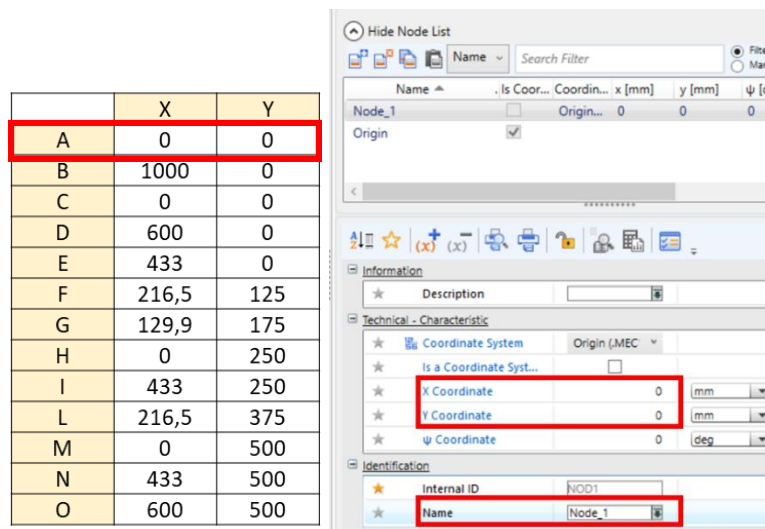 X Y
A 0 0
B 1000 0
C 0 0
D 600 0
E 433 0
F 216,5 125
G 129,9 175
H 0 250
I 433 250
L 216,5 375
M 0 500
N 433 500
O 600 500
Hide Node List
Name Search Filter
Name . Is Coor... Coordin... x [mm] y [mm]
Node_1 Origin... 0 0 0
Origin
Information
Description
Technical - Characteristic
Coordinate System Origin (.MEC
Is a Coordinate Syst...
X Coordinate 0 mm
Y Coordinate 0 mm
ψ Coordinate 0 deg
Identification
Internal ID NOD1
Name Node_1